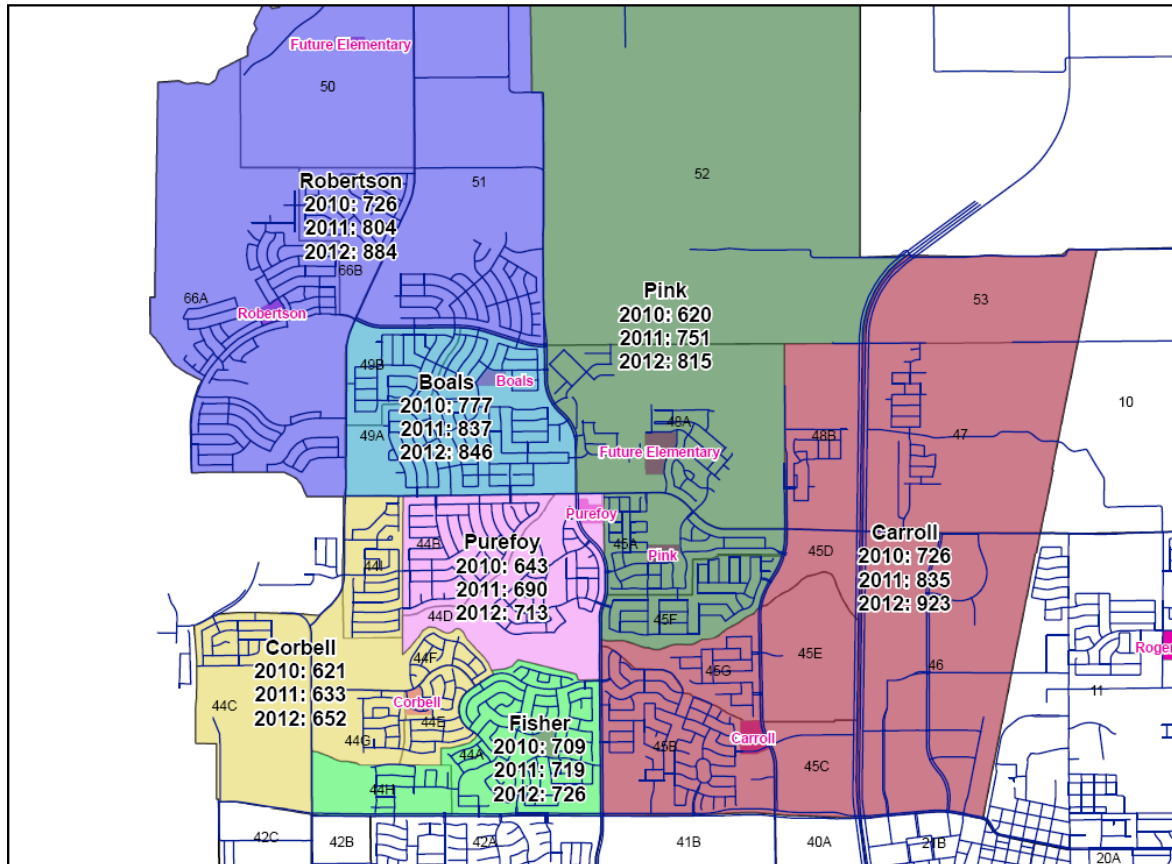 Future Elementary
50
52
51
Robertson
2010: 726
2011: 804
2012: 884
66B
66A
Robertson
53
Pink
2010: 620
2011: 751
2012: 815
49B
Boals
Boals
2010: 777
2011: 837
2012: 846
49A
48A
48B
47
10
Future Elementary
Purefoy
44B
Purefoy
2010: 643
2011: 690
2012: 713
45A
Pink
45D
Carroll
2010: 726
2011: 835
2012: 923
44I
44D
45F
Corbell
2010: 621
2011: 633
2012: 652
44F
45G
45E
46
Roger
11
44C
Corbell
44E
44G
Fisher
2010: 709
2011: 719
2012: 726
44A
44H
45B
Carroll
45C
42C
42B
42A
41B
40A
21B
20A